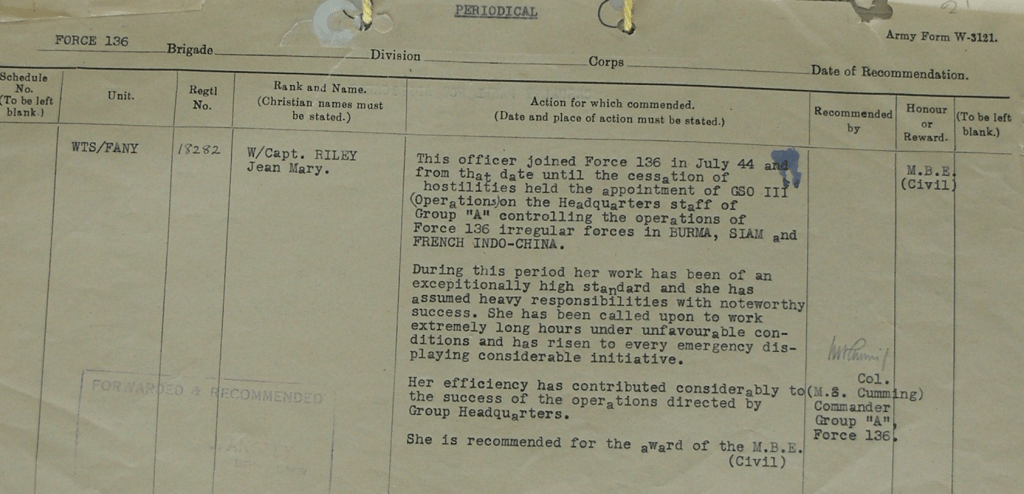 PERIODICAL
Army Form W-3121.
FORCE 136 Brigade Division Corps Date of Recommendation.
Schedule No. (To be left blank.)
Unit.
Regtl No.
Rank and Name. (Christian names must be stated.)
Action for which commended. (Date and place of action must be stated.)
Recommended by
Honour or Reward.
(To be left blank.)
WTS/FANY
18282
W/Capt. RILEY
Jean Mary.
This officer joined Force 136 in July 44 and
from that date until the cessation of
hostilities held the appointment of GSO III
(Operations)on the Headquarters staff of
Group "A" controlling the operations of
Force 136 irregular forces in BURMA, SIAM and
FRENCH INDO-CHINA.
During this period her work has been of an
exceptionally high standard and she has
assumed heavy responsibilities with noteworthy
success. She has been called upon to work
extremely long hours under unfavourable con-
ditions and has risen to every emergency dis-
playing considerable initiative.
Her efficiency has contributed considerably to
the success of the operations directed by
Group Headquarters.
She is recommended for the award of the M.B.E.
(Civil)
Col.
(M.S. Cumming)
Commander
Group "A",
Force 136.
M.B.E.
(Civil)
FORWARDED & RECOMMENDED